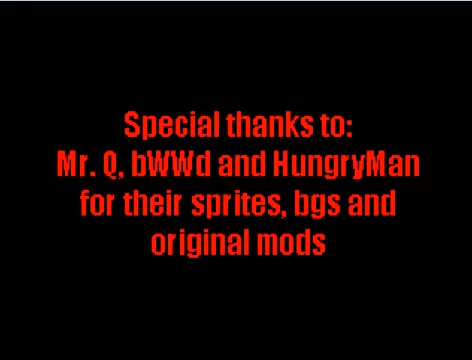 Special thanks to:
Mr. Q, bWWd and HungryMan
for their sprites, bgs and
original mods